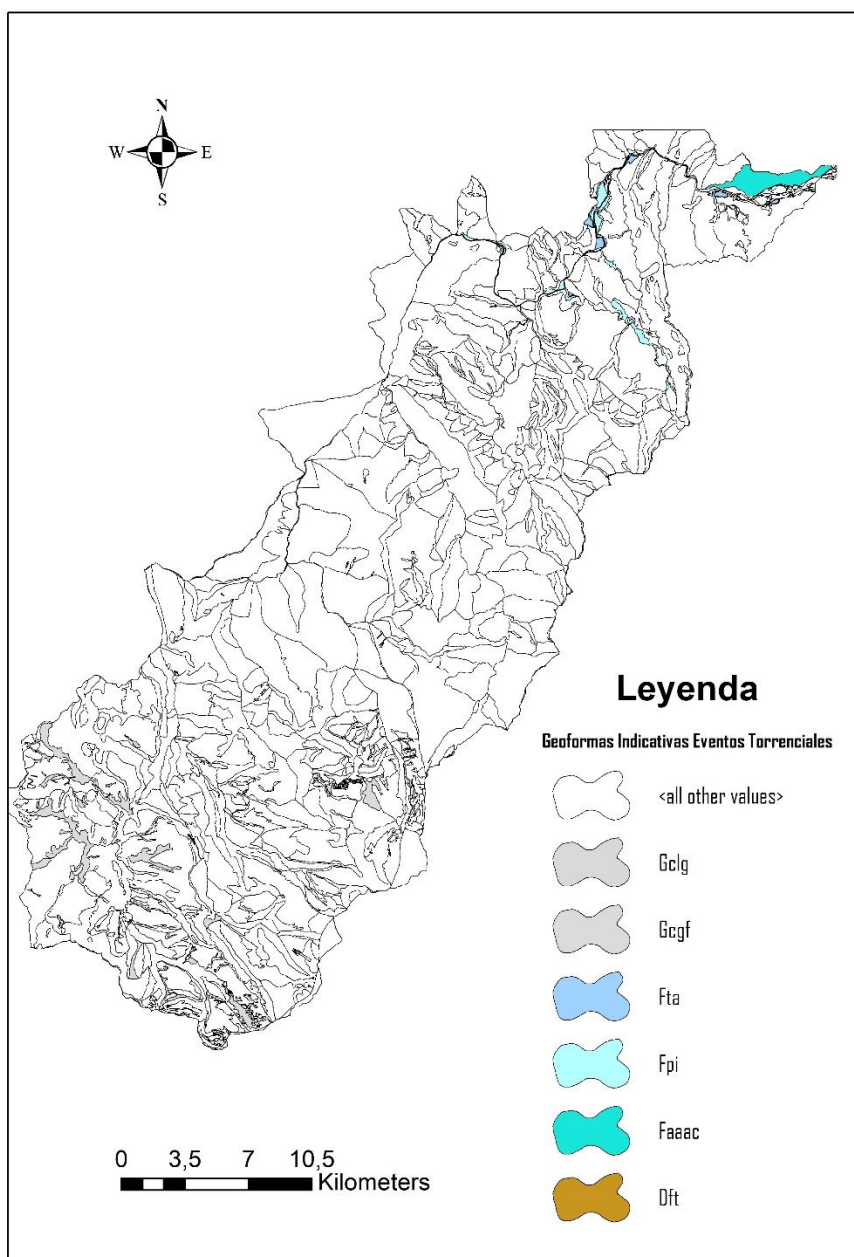 N
W E
S
Leyenda
Geoformas Indicativas Eventos Torrenciales
<all other values>
Gclg
Gcgf
Fta
Fpi
Faaac
Dft
0 3,5 7 10,5
Kilometers